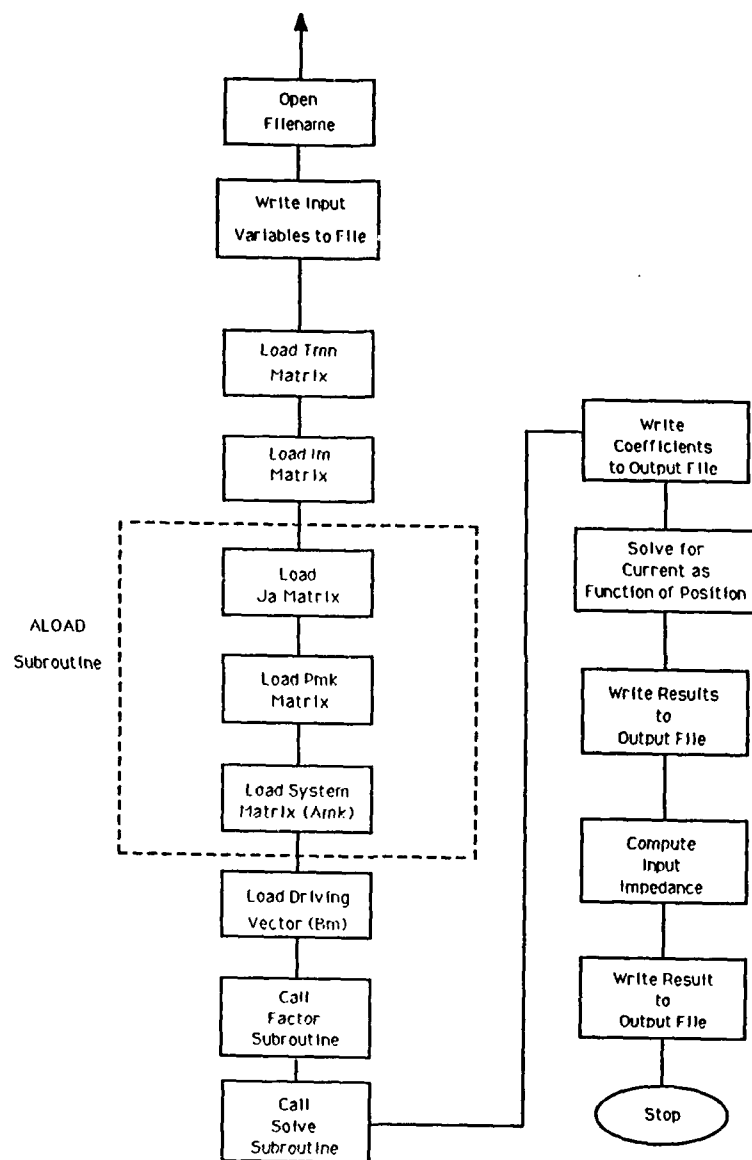 Open
Filename
Write Input
Variables to File
Load Tmn
Matrix
Load Im
Matrix
ALOAD
Subroutine
Load
Ja Matrix
Load Pmk
Matrix
Load System
Matrix (Amk)
Load Driving
Vector (Bm)
Call
Factor
Subroutine
Call
Solve
Subroutine
Write
Coefficients
to Output File
Solve for
Current as
Function of Position
Write Results
to
Output File
Compute
Input
Impedance
Write Result
to
Output File
Stop